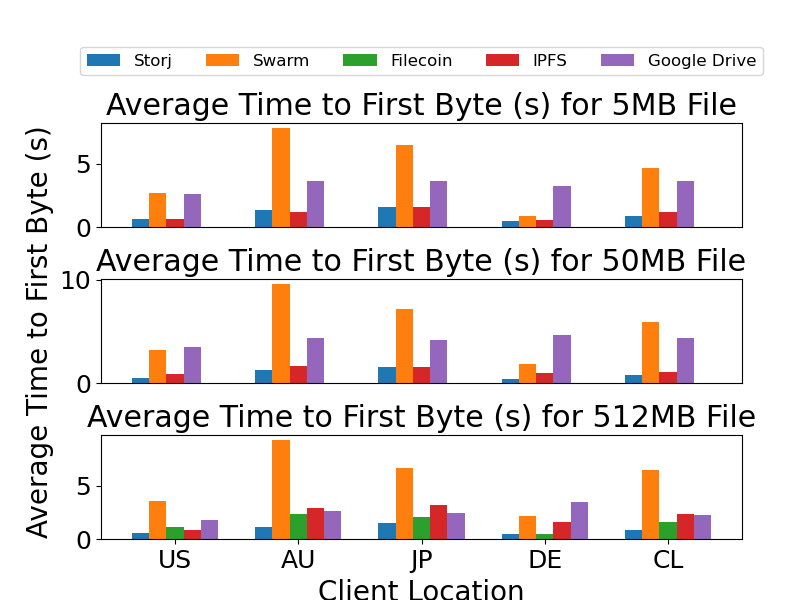 Storj Swarm Filecoin IPFS Google Drive
Average Time to First Byte (s) for 5MB File
5
0
Average Time to First Byte (s)
Average Time to First Byte (s) for 50MB File
10
0
Average Time to First Byte (s) for 512MB File
5
0
US AU JP DE CL
Client Location